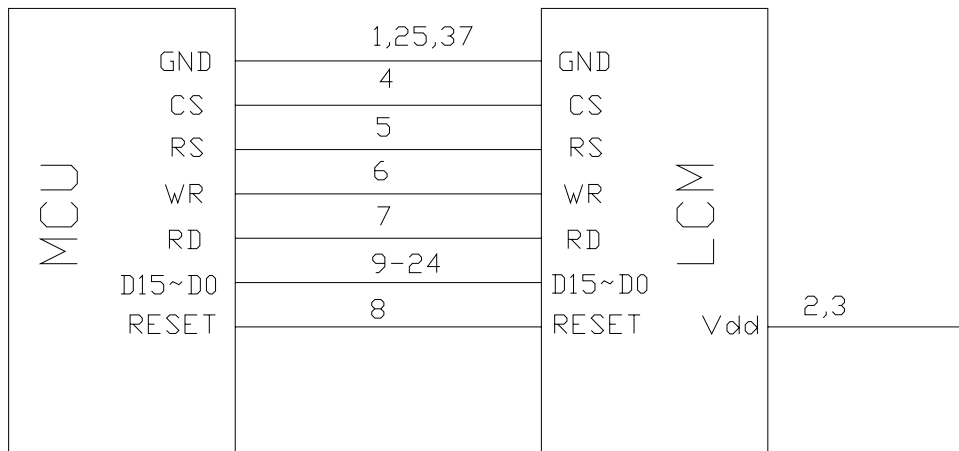 1,25,37
GND GND
4
CS CS
5
RS RS
6
WR WR
7
RD RD
9-24
D15~D0 D15~D0
8
RESET RESET
MCU
LCM
Vdd
2,3